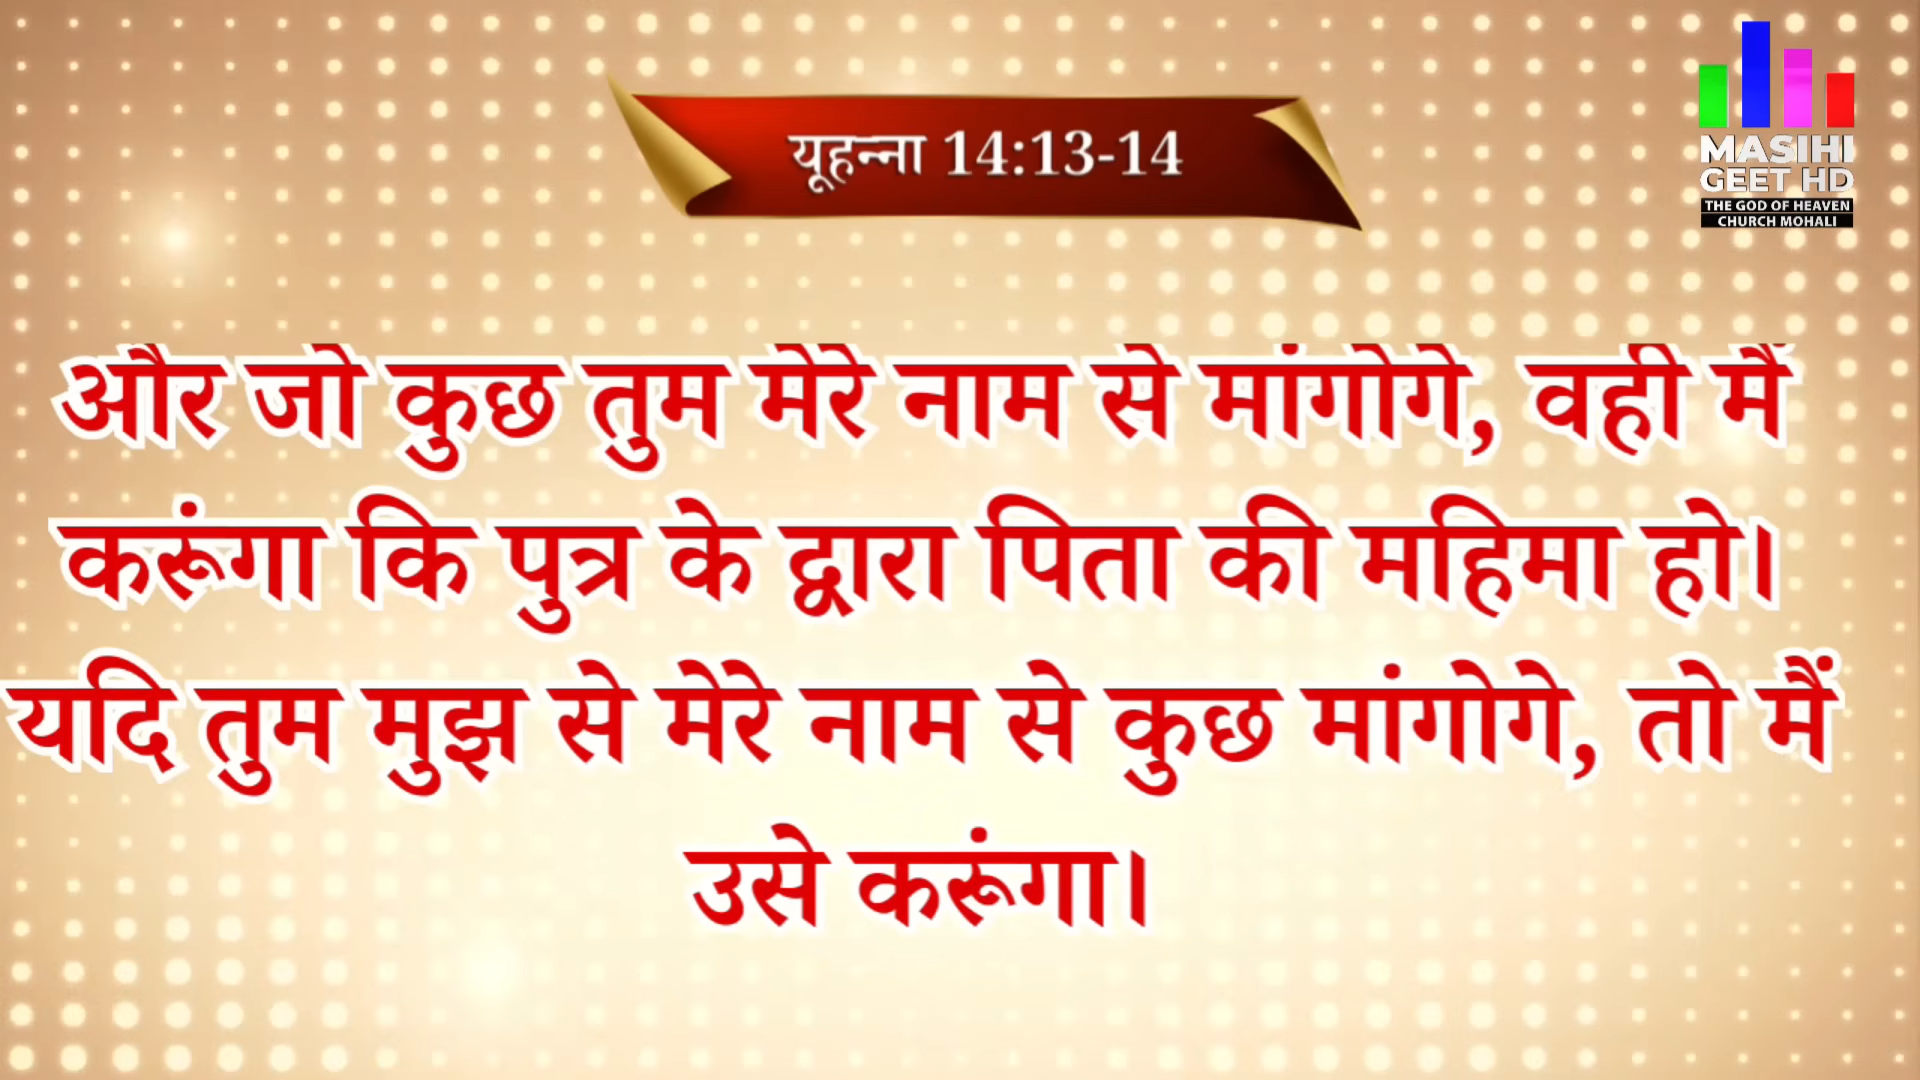 यूहन्ना 14:13-14
MASIHI
GEET HD
THE GOD OF HEAVEN
CHURCH MOHALI
और जो कुछ तुम मेरे नाम से मांगोगे, वही मैं
करूंगा कि पुत्र के द्वारा पिता की महिमा हो।
यदि तुम मुझ से मेरे नाम से कुछ मांगोगे, तो मैं
उसे करूंगा।